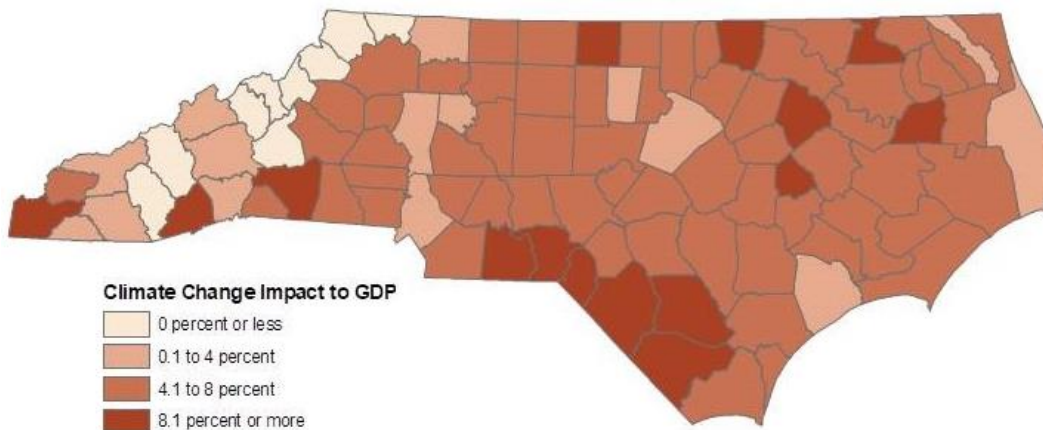 Climate Change Impact to GDP
0 percent or less
0.1 to 4 percent
4.1 to 8 percent
8.1 percent or more